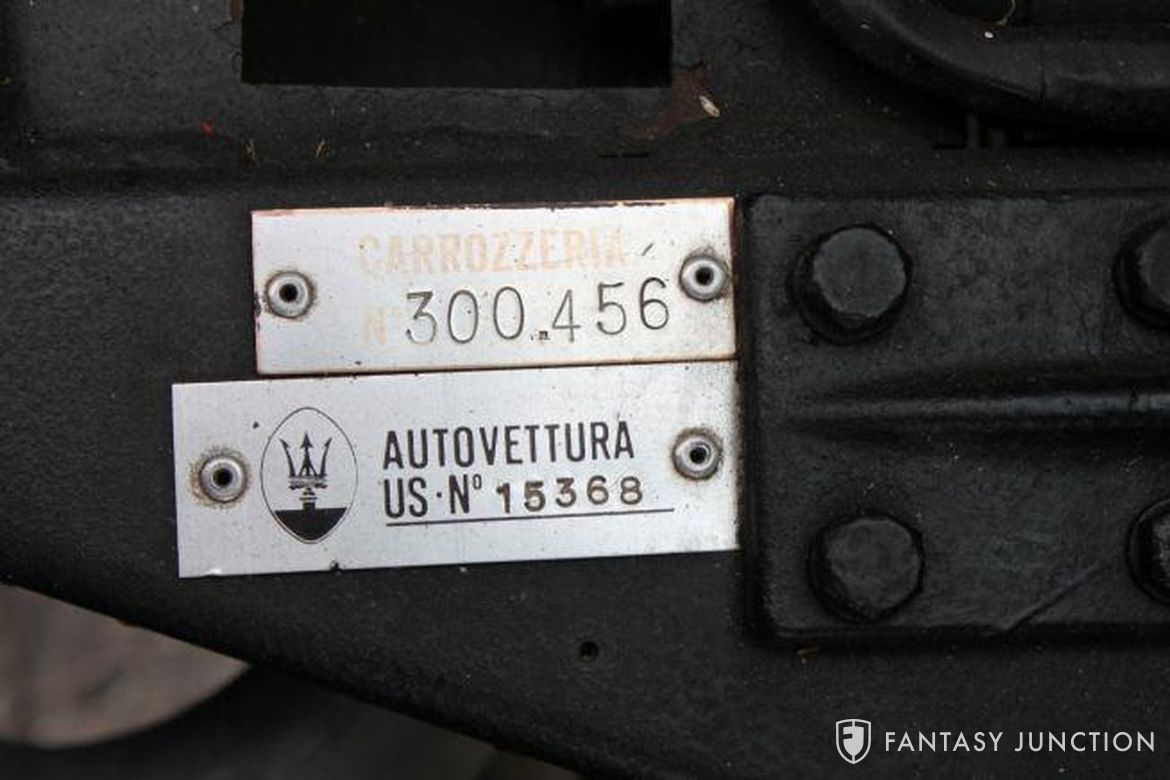 CARROZZERIA
N° 300.456
AUTOVETTURA
US·N° 15368
FANTASY JUNCTION